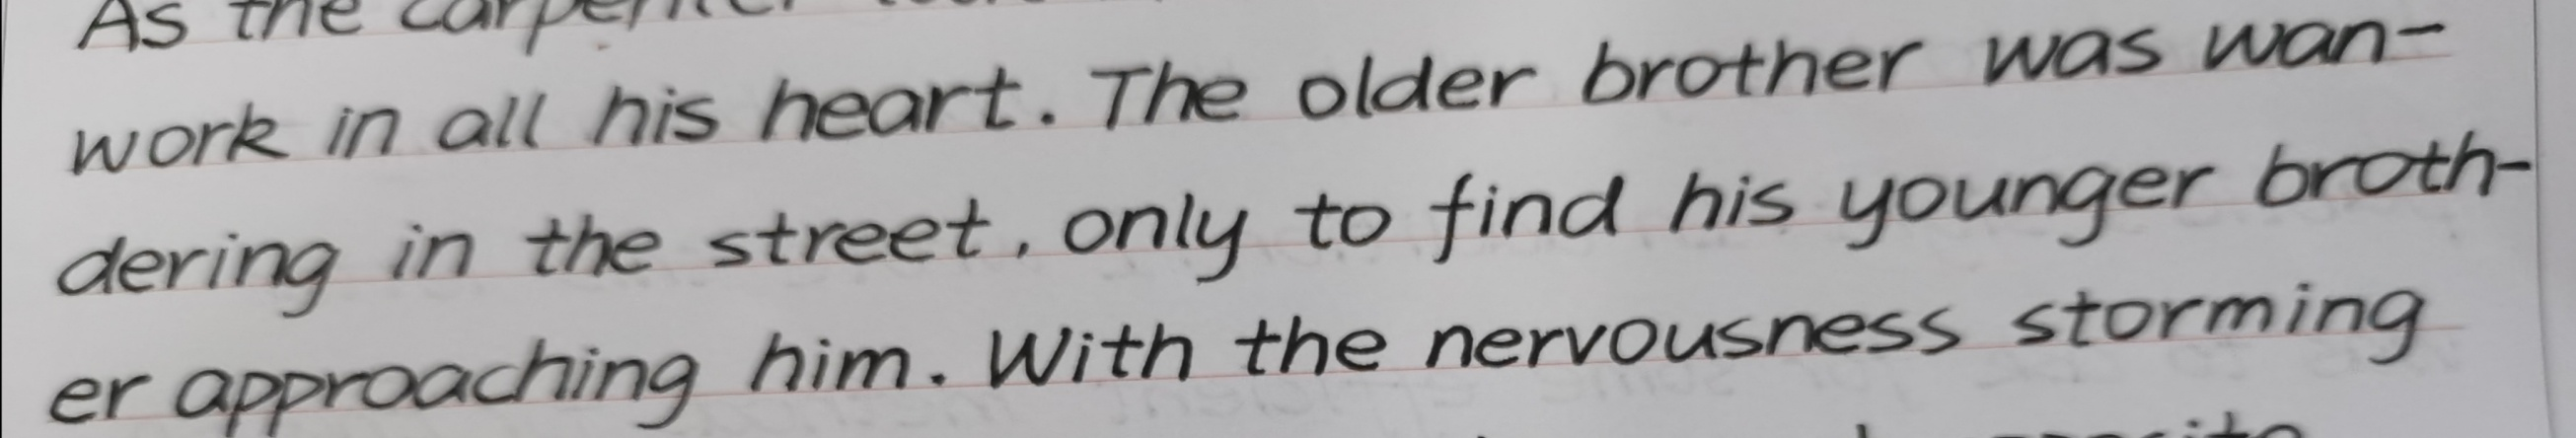 As the carpenter
work in all his heart. The older brother was wan-
dering in the street, only to find his younger broth-
er approaching him. With the nervousness storming